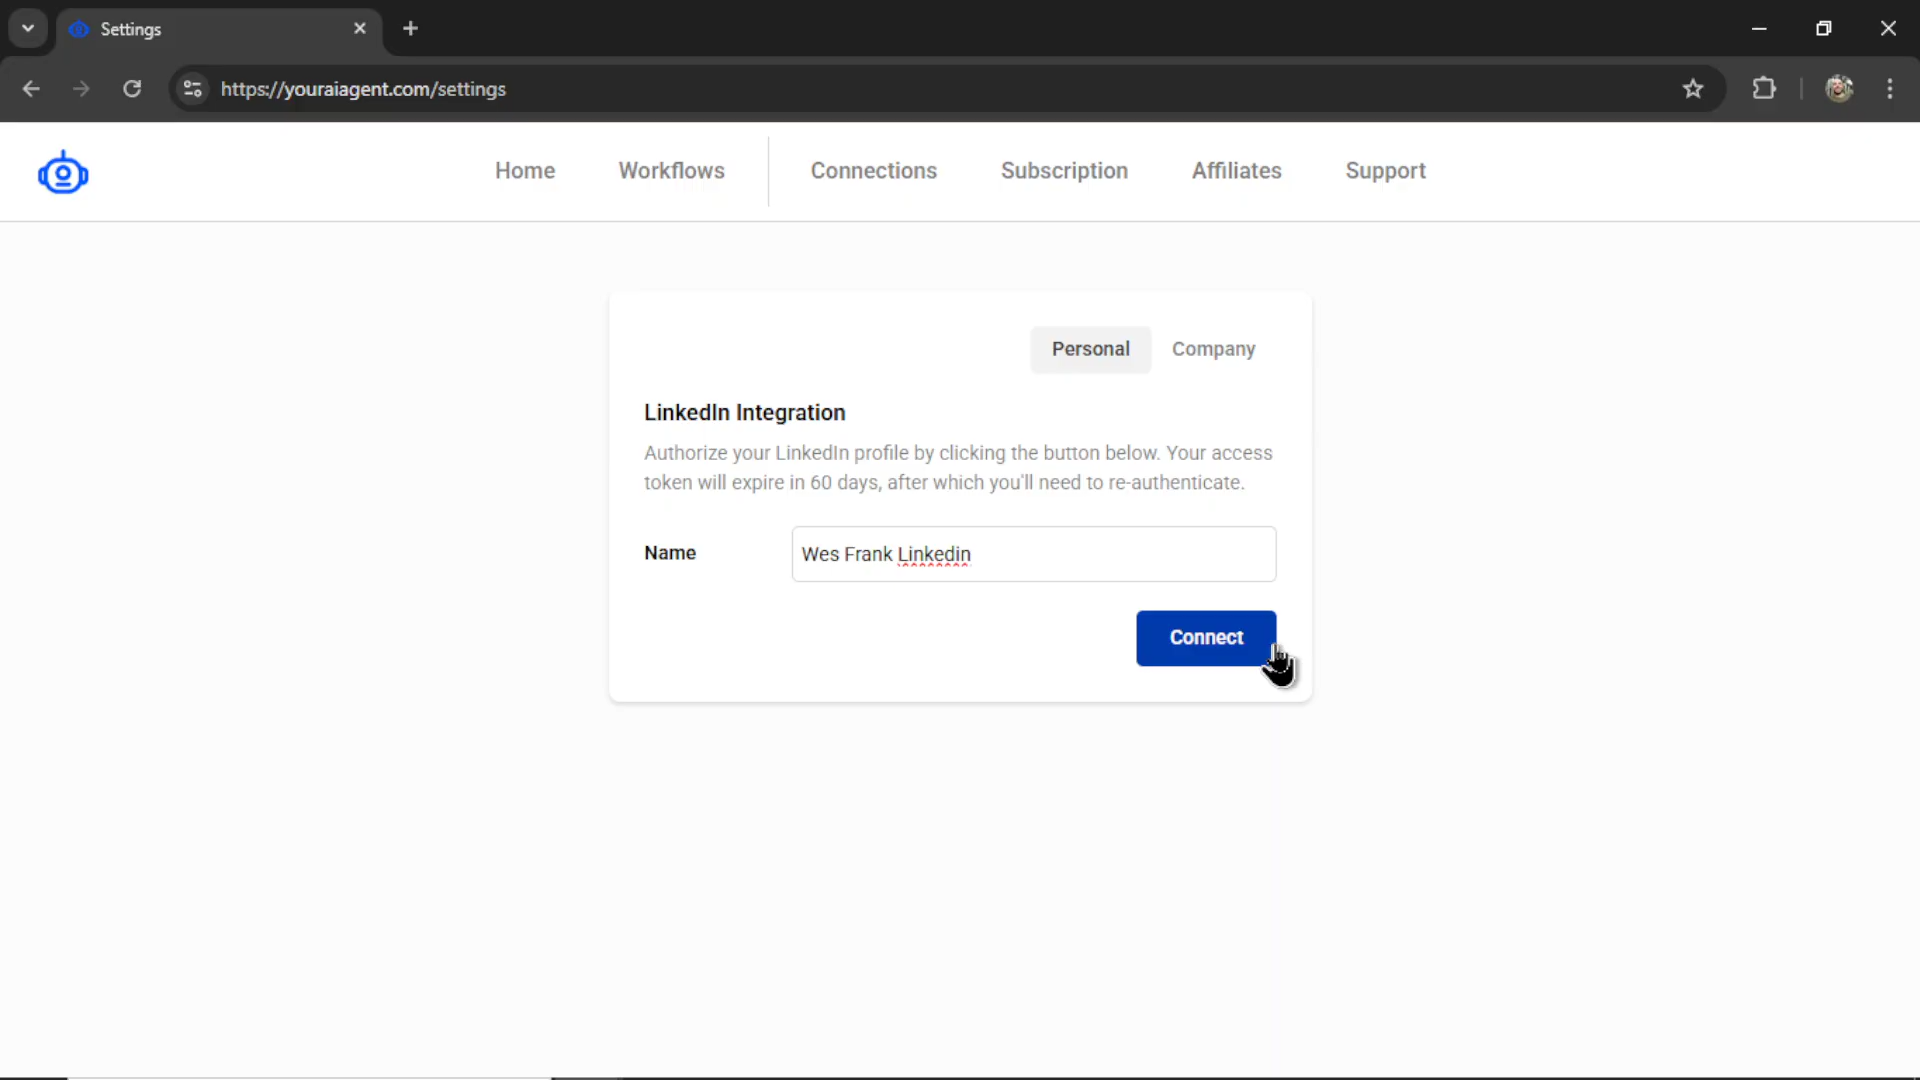 Settings
https://youraiagent.com/settings
Home Workflows Connections Subscription Affiliates Support
Personal Company
LinkedIn Integration
Authorize your LinkedIn profile by clicking the button below. Your access
token will expire in 60 days, after which you'll need to re-authenticate.
Name Wes Frank Linkedin
Connect